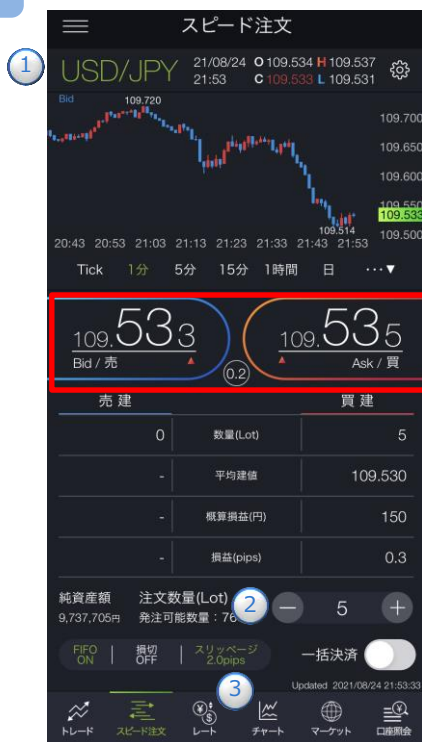 スピード注文
1
USD/JPY 21/08/24 O 109.534 H 109.537
21:53 C 109.533 L 109.531
Bid 109.720
109.700
109.650
109.600
109.550
109.533
109.514
109.500
20:43 20:53 21:03 21:13 21:23 21:33 21:43 21:53
Tick 1分 5分 15分 1時間 日 ···▼
109.533 109.535
Bid / 売 ▲ 0.2 ▲ Ask / 買
売 建 買 建
0 数量(Lot) 5
- 平均建値 109.530
- 概算損益(円) 150
- 損益(pips) 0.3
純資産額 注文数量(Lot) 2 − 5 +
9,737,705円 発注可能数量：76
FIFO ON | 損切 OFF | スリッページ 2.0pips 一括決済
3
Updated 2021/08/24 21:53:33
トレード スピード注文 レート チャート マーケット 口座照会